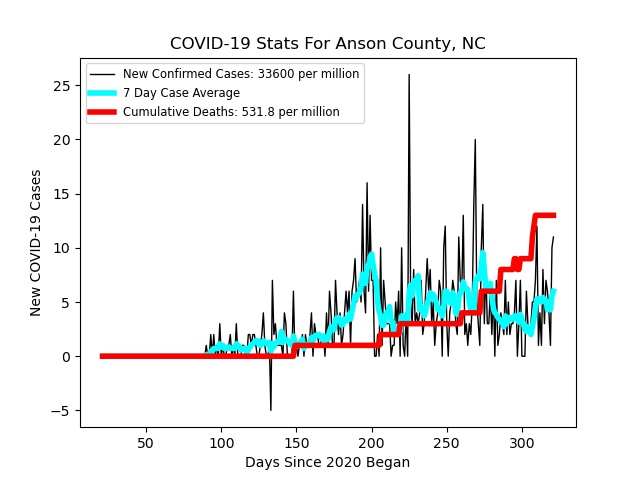 COVID-19 Stats For Anson County, NC
New Confirmed Cases: 33600 per million
7 Day Case Average
Cumulative Deaths: 531.8 per million
New COVID-19 Cases
25
20
15
10
5
0
−5
50 100 150 200 250 300
Days Since 2020 Began